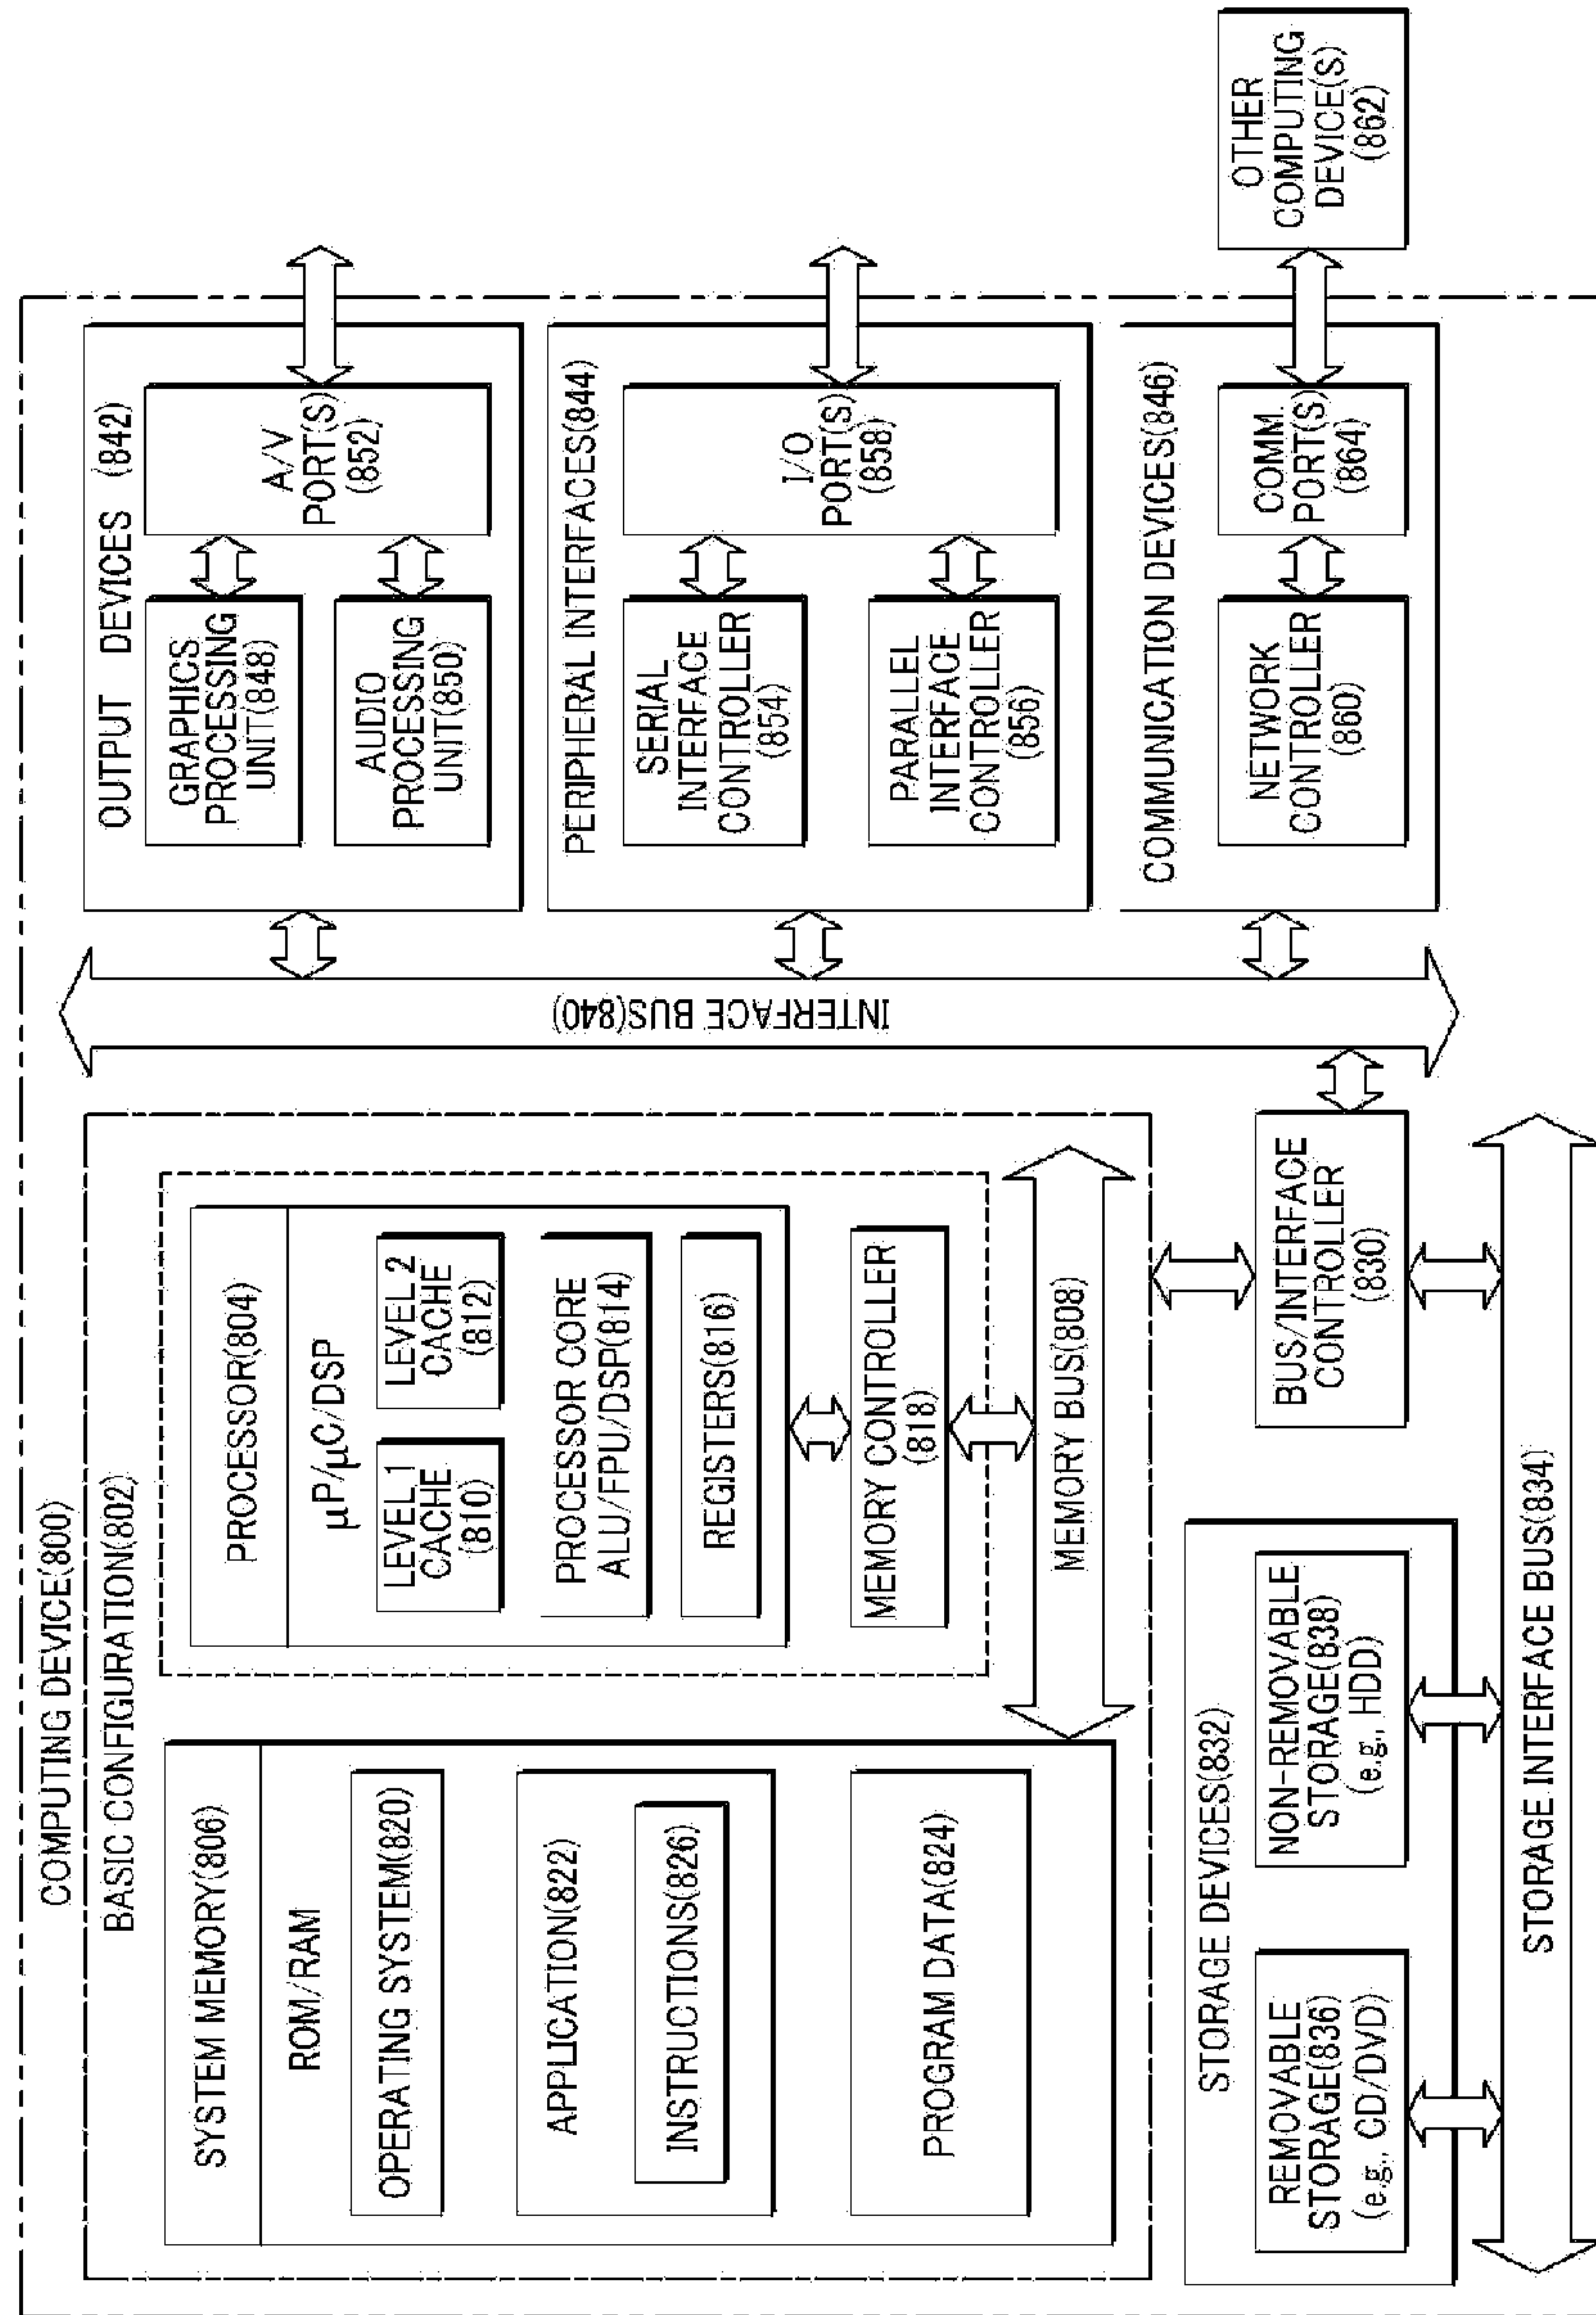 COMPUTING DEVICE(800)
BASIC CONFIGURATION(802)
SYSTEM MEMORY(806)
ROM/RAM
OPERATING SYSTEM(820)
APPLICATION(822)
INSTRUCTIONS(826)
PROGRAM DATA(824)
PROCESSOR(804)
μP/μC/DSP
LEVEL 1
CACHE
(810)
LEVEL 2
CACHE
(812)
PROCESSOR CORE
ALU/FPU/DSP(814)
REGISTERS(816)
MEMORY CONTROLLER
(818)
MEMORY BUS(808)
BUS/INTERFACE
CONTROLLER
(830)
STORAGE DEVICES(832)
REMOVABLE
STORAGE(836)
(e.g., CD/DVD)
NON-REMOVABLE
STORAGE(838)
(e.g., HDD)
STORAGE INTERFACE BUS(834)
INTERFACE BUS(840)
OUTPUT DEVICES (842)
GRAPHICS
PROCESSING
UNIT(848)
AUDIO
PROCESSING
UNIT(850)
A/V
PORT(S)
(852)
PERIPHERAL INTERFACES(844)
SERIAL
INTERFACE
CONTROLLER
(854)
PARALLEL
INTERFACE
CONTROLLER
(856)
I/O
PORT(S)
(858)
COMMUNICATION DEVICES(846)
NETWORK
CONTROLLER
(860)
COMM.
PORT(S)
(864)
OTHER
COMPUTING
DEVICE(S)
(862)